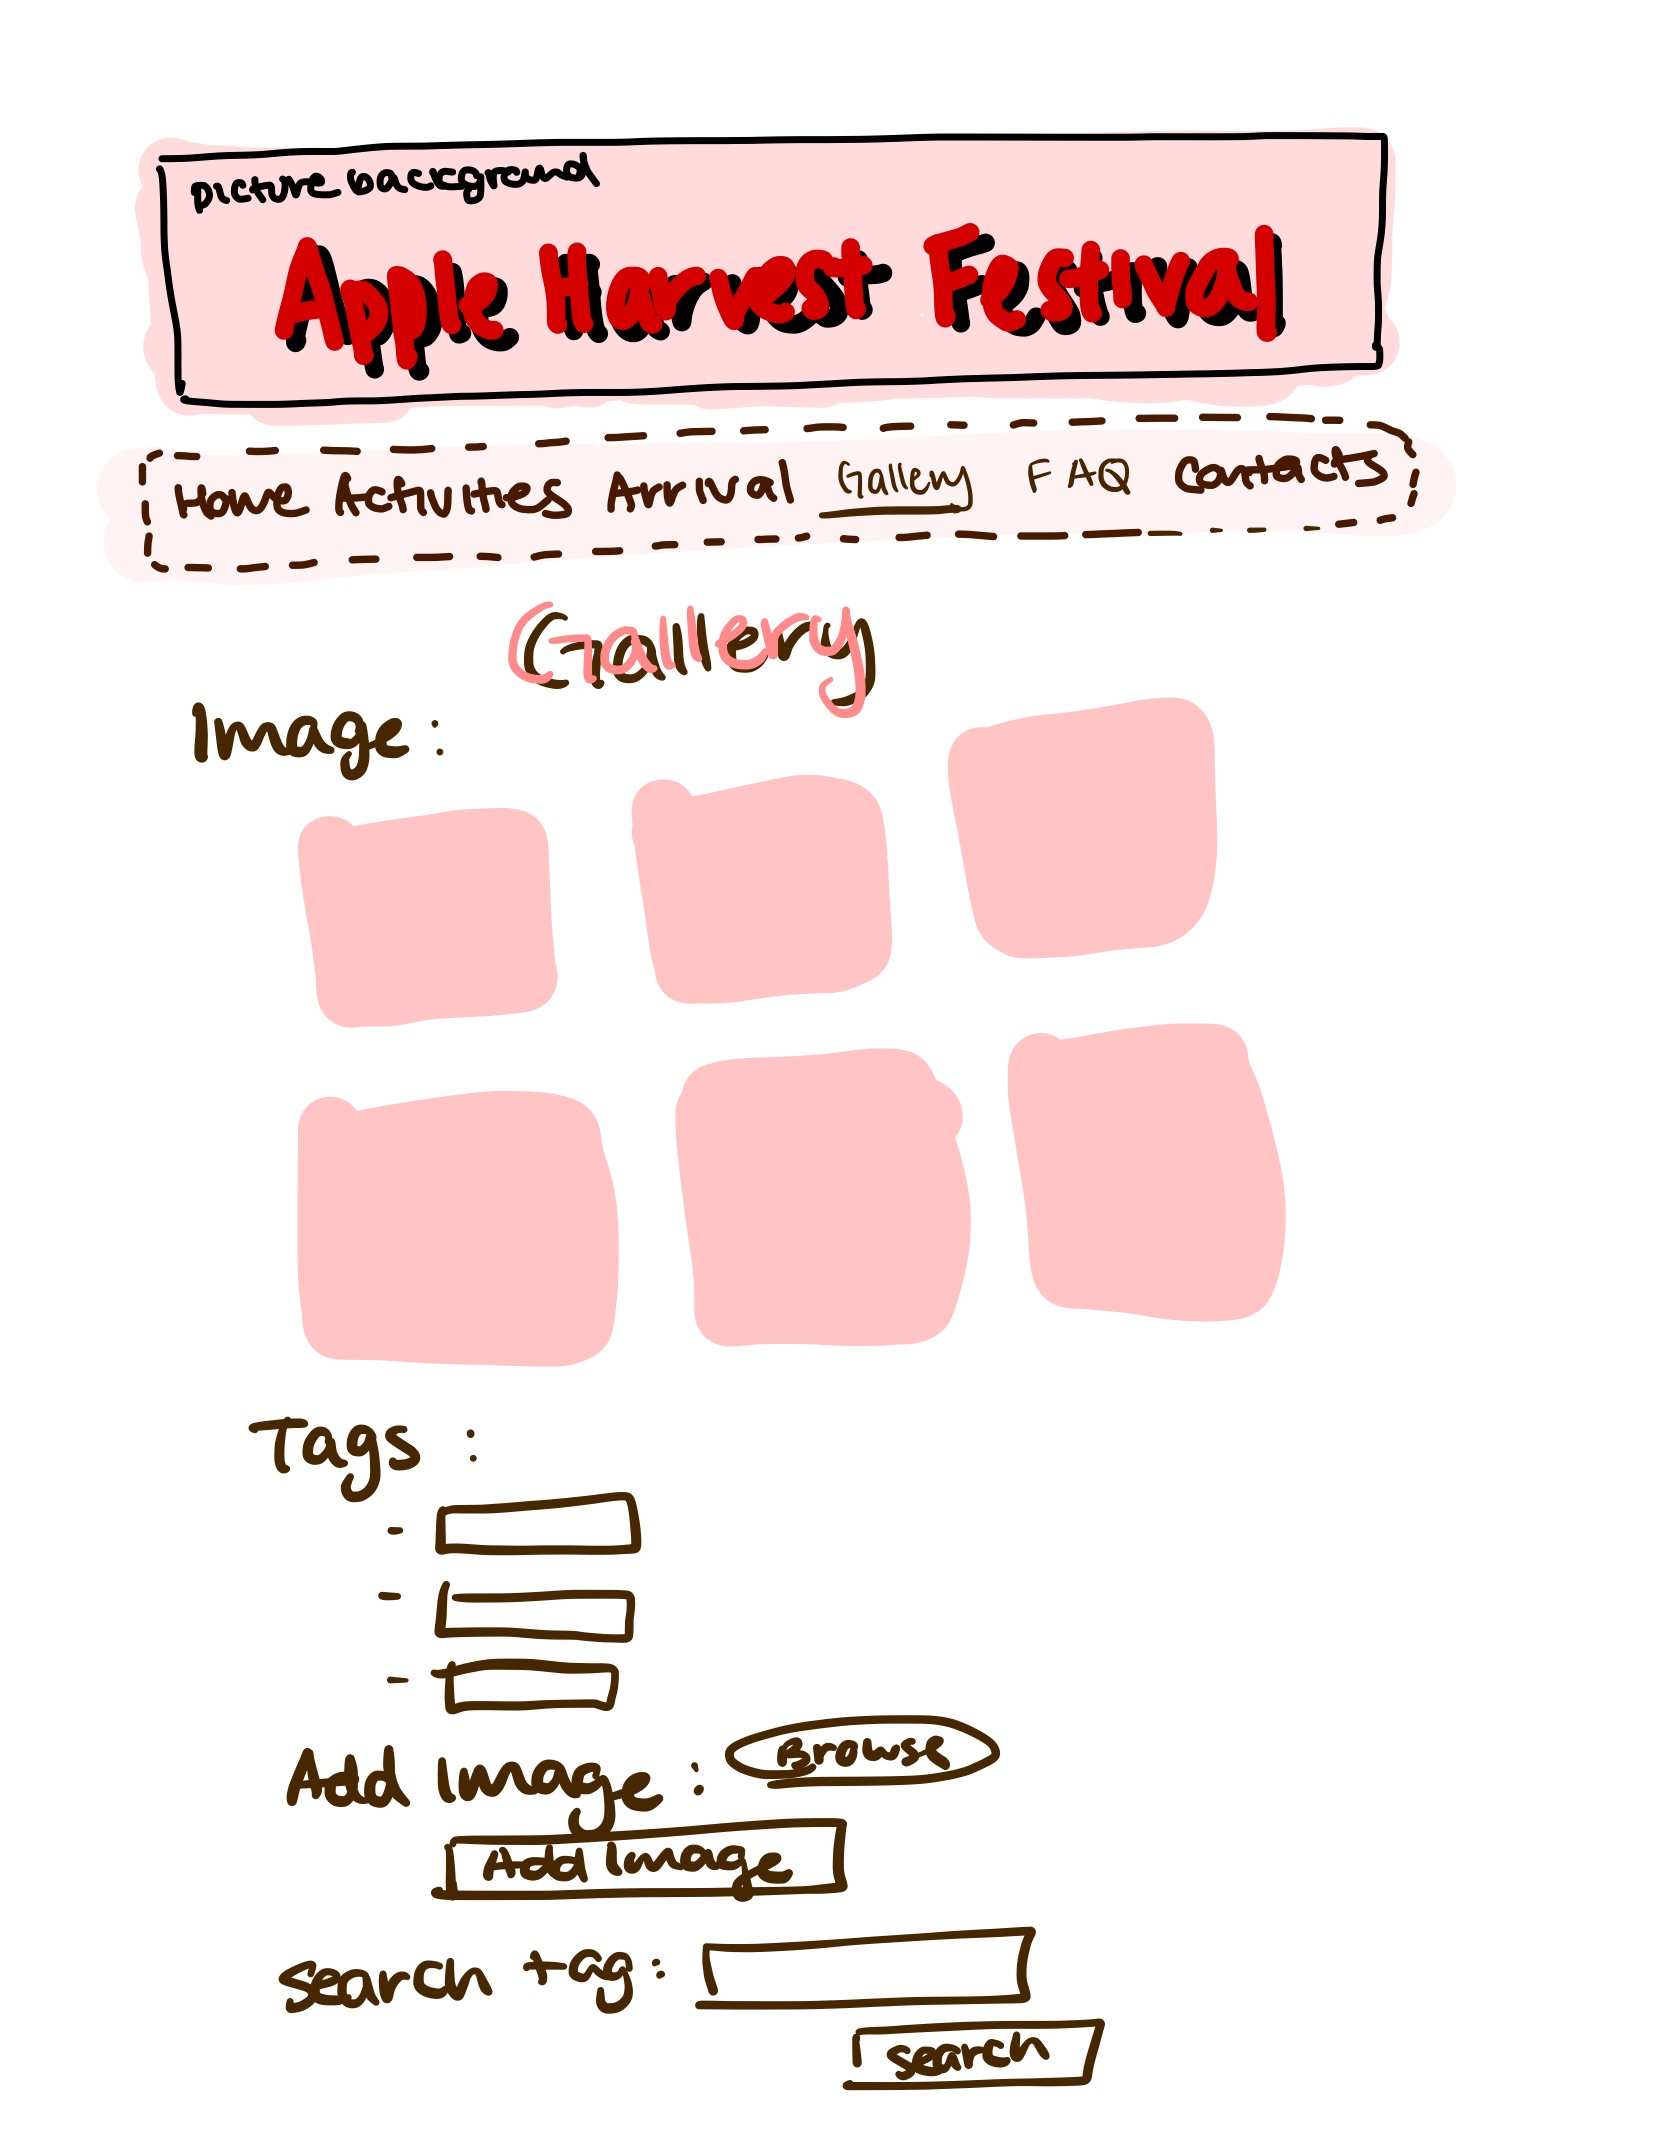 picture background
Apple Harvest Festival
Home Activities Arrival Gallery FAQ Contacts
Gallery
Image :
Tags :
-
-
-
Add Image : Browse
Add Image
search tag :
search